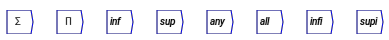 Σ Π inf sup any all infi supi